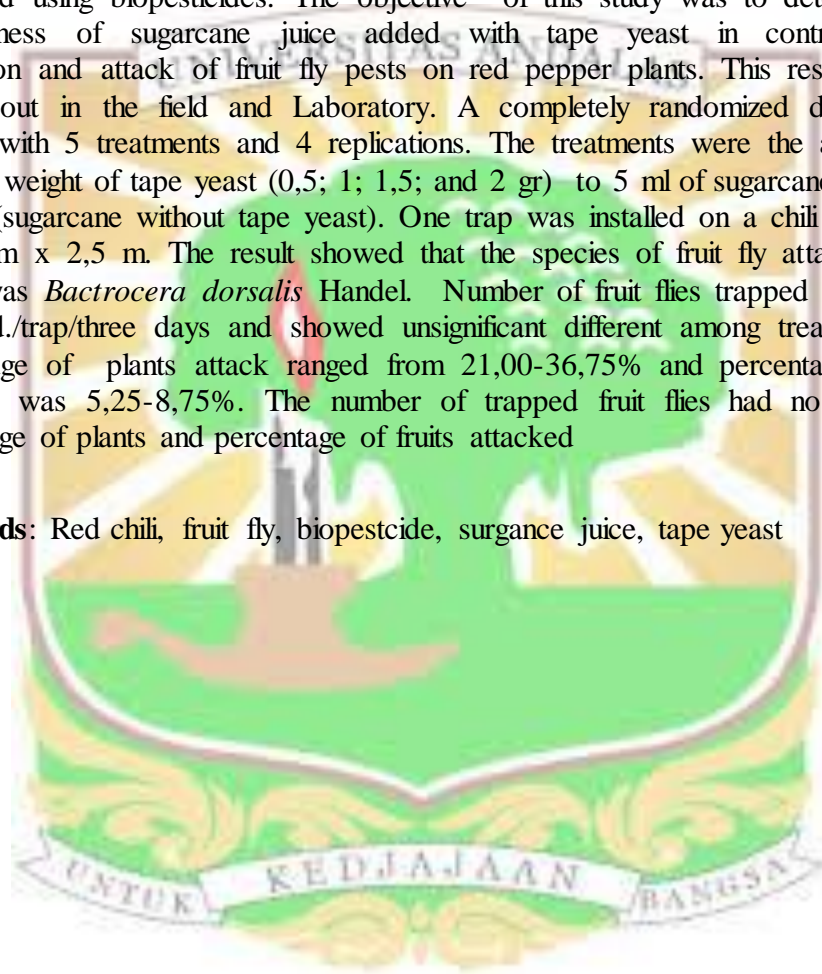 using biopesticides. The objective of this study was to
ness of sugarcane juice added with tape yeast in
UNIVERSITAS ANDALAS
on and attack of fruit fly pests on red pepper plants. This
out in the field and Laboratory. A completely randomized
with 5 treatments and 4 replications. The treatments were the
weight of tape yeast (0,5; 1; 1,5; and 2 gr) to 5 ml of sugarcane
(sugarcane without tape yeast). One trap was installed on a chili
m x 2,5 m. The result showed that the species of fruit fly
was Bactrocera dorsalis Handel. Number of fruit flies trapped
./trap/three days and showed unsignificant different among
ge of plants attack ranged from 21,00-36,75% and
was 5,25-8,75%. The number of trapped fruit flies had no
ge of plants and percentage of fruits attacked
ds: Red chili, fruit fly, biopestcide, surgance juice, tape yeast
UNTUK KEDJAJAAN BANGSA